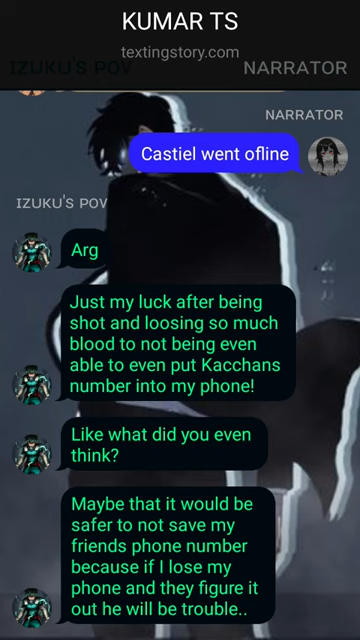 KUMAR TS
textingstory.com
IZUKU'S POV
NARRATOR
NARRATOR
Castiel went ofline
IZUKU'S POV
Arg
Just my luck after being
shot and loosing so much
blood to not being even
able to even put Kacchans
number into my phone!
Like what did you even
think?
Maybe that it would be
safer to not save my
friends phone number
because if I lose my
phone and they figure it
out he will be trouble..